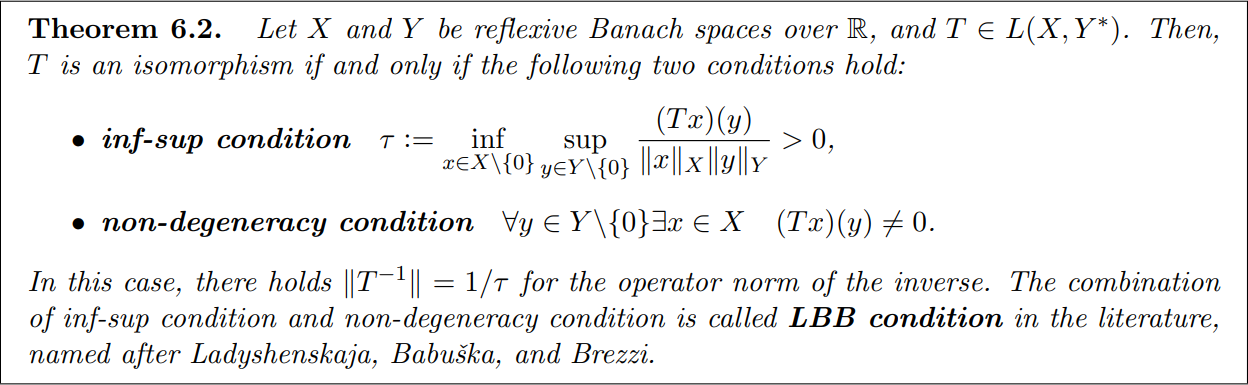 Theorem 6.2. Let X and Y be reflexive Banach spaces over ℝ, and T ∈ L(X, Y*). Then,
T is an isomorphism if and only if the following two conditions hold:
• inf-sup condition τ := inf_{x∈X\{0}} sup_{y∈Y\{0}} (Tx)(y) / ‖x‖_X‖y‖_Y > 0,
• non-degeneracy condition ∀y ∈ Y\{0}∃x ∈ X (Tx)(y) ≠ 0.
In this case, there holds ‖T⁻¹‖ = 1/τ for the operator norm of the inverse. The combination
of inf-sup condition and non-degeneracy condition is called LBB condition in the literature,
named after Ladyshenskaja, Babuška, and Brezzi.